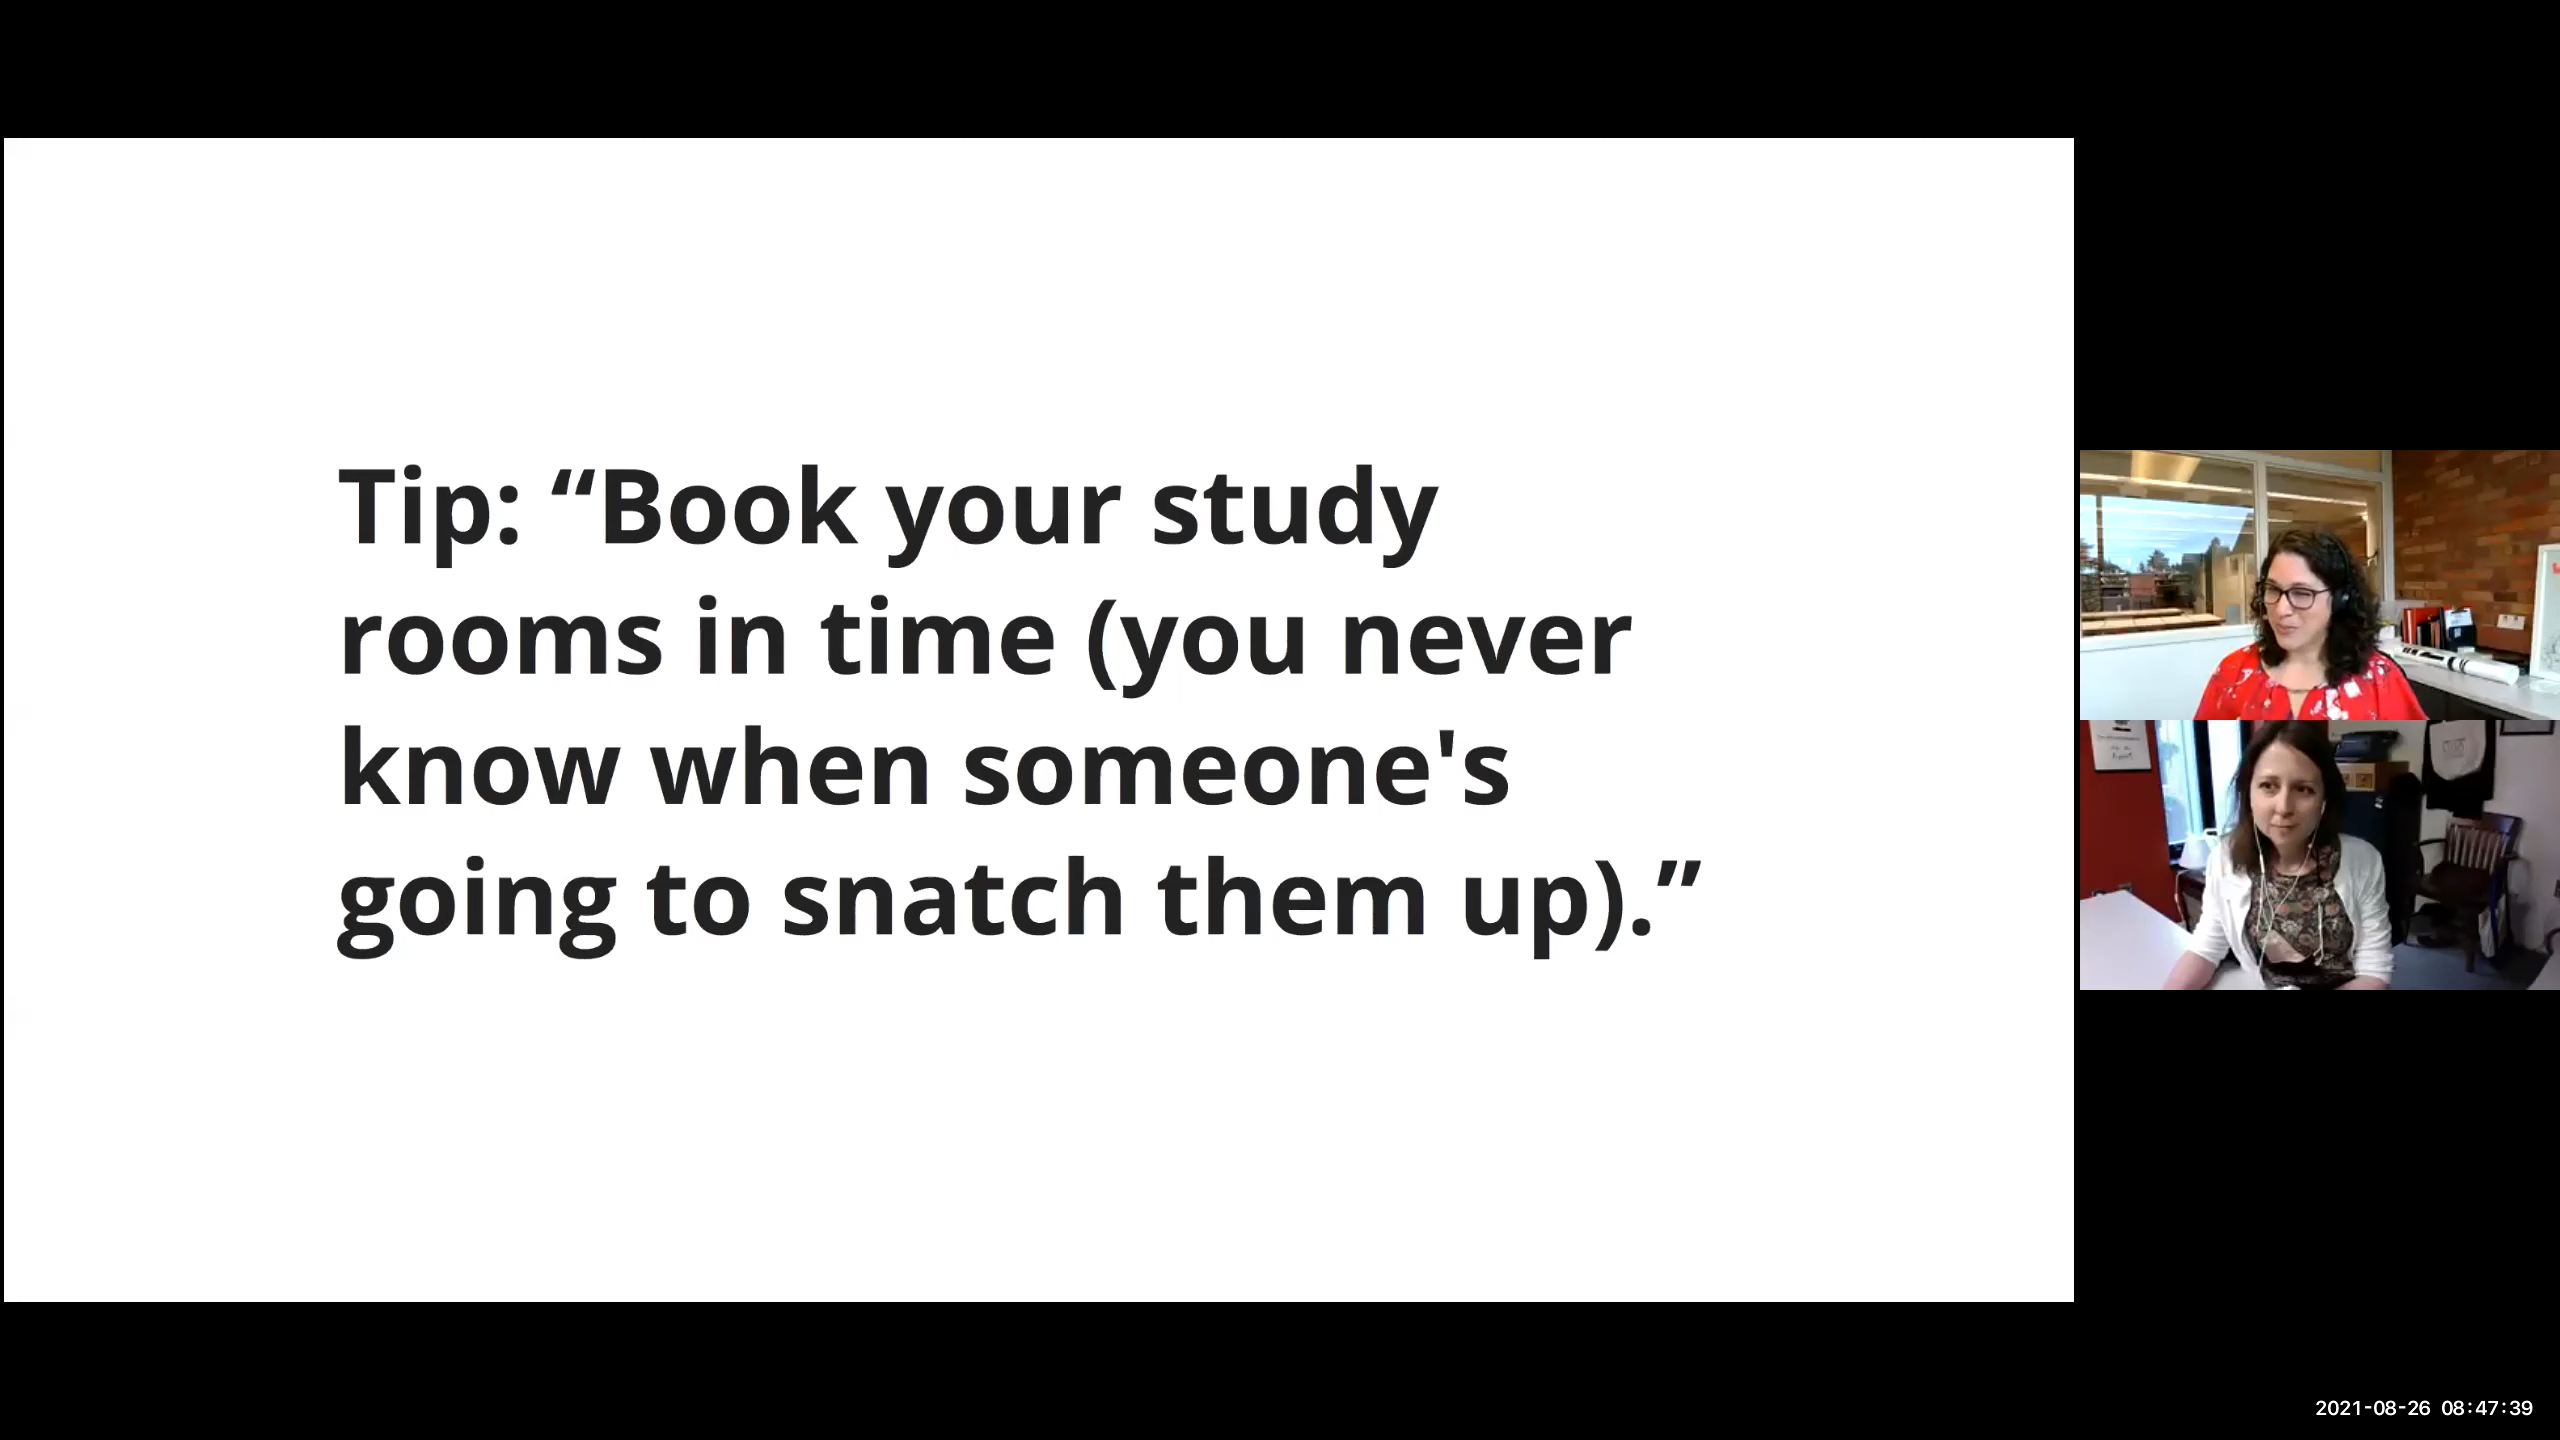 Tip: “Book your study
rooms in time (you never
know when someone's
going to snatch them up).”
2021-08-26 08:47:39